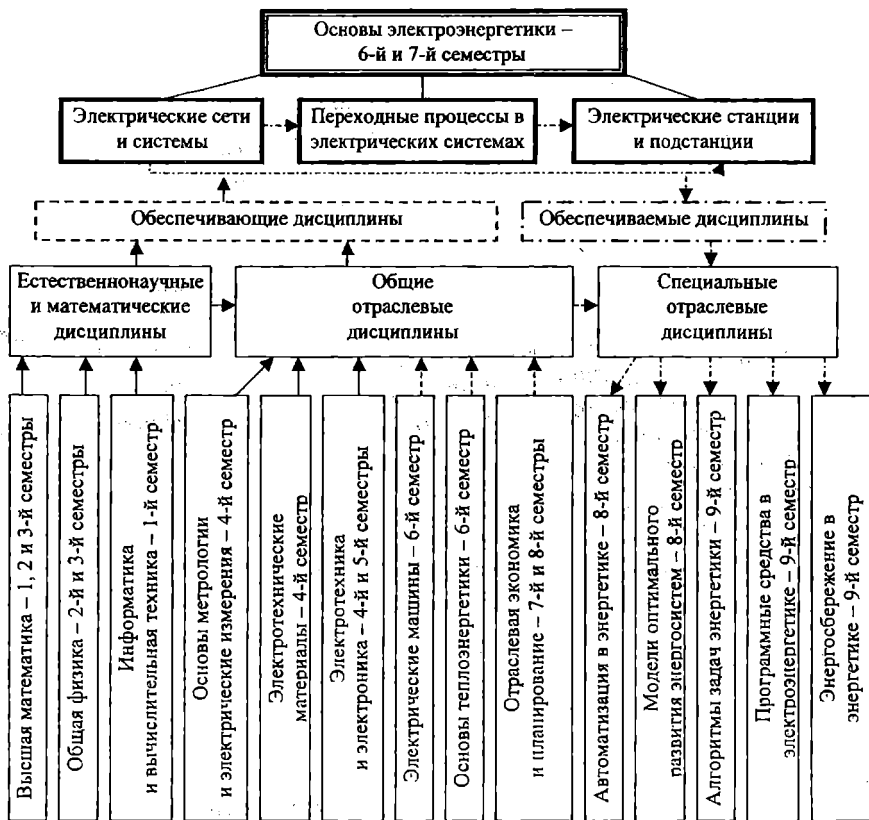 Основы электроэнергетики –
6-й и 7-й семестры
Электрические сети
и системы
Переходные процессы в
электрических системах
Электрические станции
и подстанции
Обеспечивающие дисциплины
Обеспечиваемые дисциплины
Естественнонаучные
и математические
дисциплины
Общие
отраслевые
дисциплины
Специальные
отраслевые
дисциплины
Высшая математика – 1, 2 и 3-й семестры
Общая физика – 2-й и 3-й семестры
Информатика
и вычислительная техника – 1-й семестр
Основы метрологии
и электрические измерения – 4-й семестр
Электротехнические
материалы – 4-й семестр
Электротехника
и электроника – 4-й и 5-й семестры
Электрические машины – 6-й семестр
Основы теплоэнергетики – 6-й семестр
Отраслевая экономика
и планирование – 7-й и 8-й семестры
Автоматизация в энергетике – 8-й семестр
Модели оптимального
развития энергосистем – 8-й семестр
Алгоритмы задач энергетики – 9-й семестр
Программные средства в
электроэнергетике – 9-й семестр
Энергосбережение в
энергетике – 9-й семестр